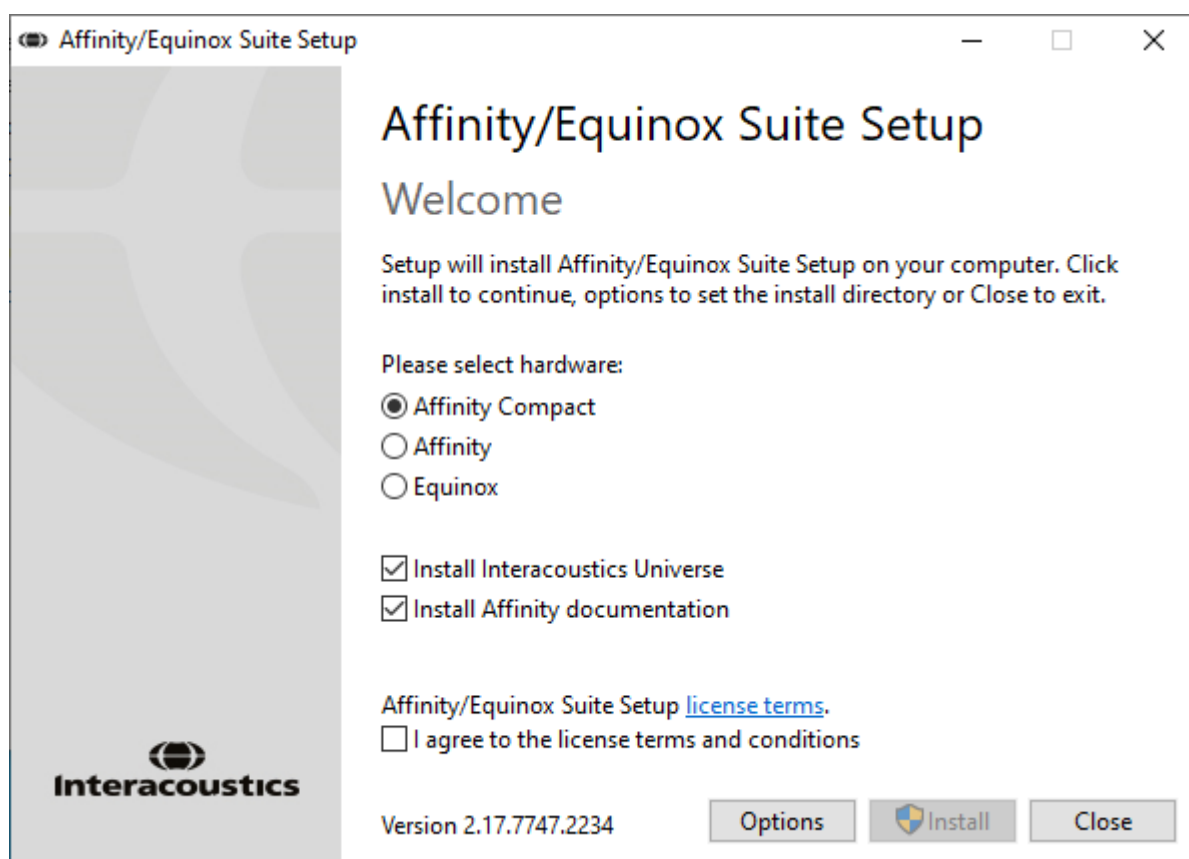 Affinity/Equinox Suite Setup
Affinity/Equinox Suite Setup
Welcome
Setup will install Affinity/Equinox Suite Setup on your computer. Click
install to continue, options to set the install directory or Close to exit.
Please select hardware:
Affinity Compact
Affinity
Equinox
Install Interacoustics Universe
Install Affinity documentation
Affinity/Equinox Suite Setup license terms.
I agree to the license terms and conditions
Interacoustics
Version 2.17.7747.2234
Options
Install
Close